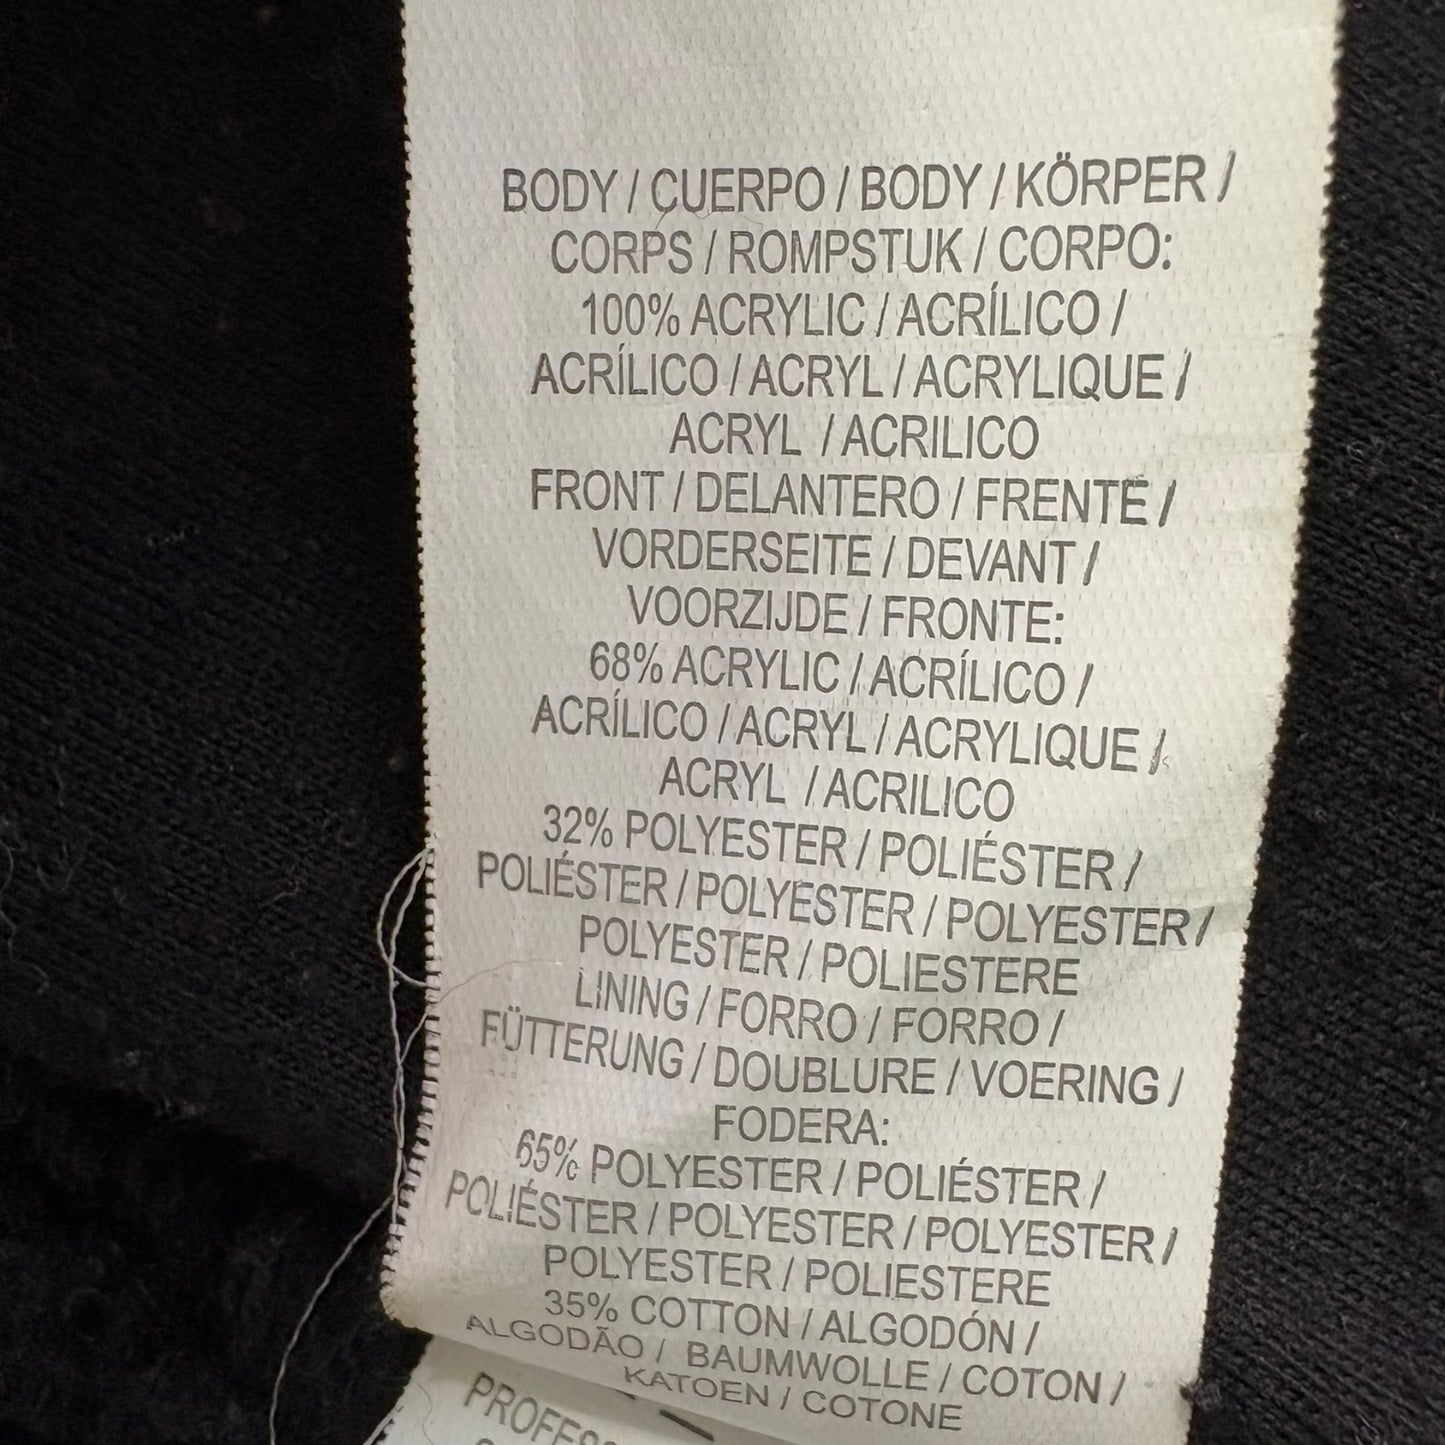 BODY / CUERPO / BODY / KÖRPER /
CORPS / ROMPSTUK / CORPO:
100% ACRYLIC / ACRÍLICO /
ACRÍLICO / ACRYL / ACRYLIQUE /
ACRYL / ACRILICO
FRONT / DELANTERO / FRENTE /
VORDERSEITE / DEVANT /
VOORZIJDE / FRONTE:
68% ACRYLIC / ACRÍLICO /
ACRÍLICO / ACRYL / ACRYLIQUE /
ACRYL / ACRILICO
32% POLYESTER / POLIÉSTER /
POLIÉSTER / POLYESTER / POLYESTER /
POLYESTER / POLIESTERE
LINING / FORRO / FORRO /
FÜTTERUNG / DOUBLURE / VOERING /
FODERA:
65% POLYESTER / POLIÉSTER /
POLIÉSTER / POLYESTER / POLYESTER /
POLYESTER / POLIESTERE
35% COTTON / ALGODÓN /
ALGODÃO / BAUMWOLLE / COTON /
KATOEN / COTONE